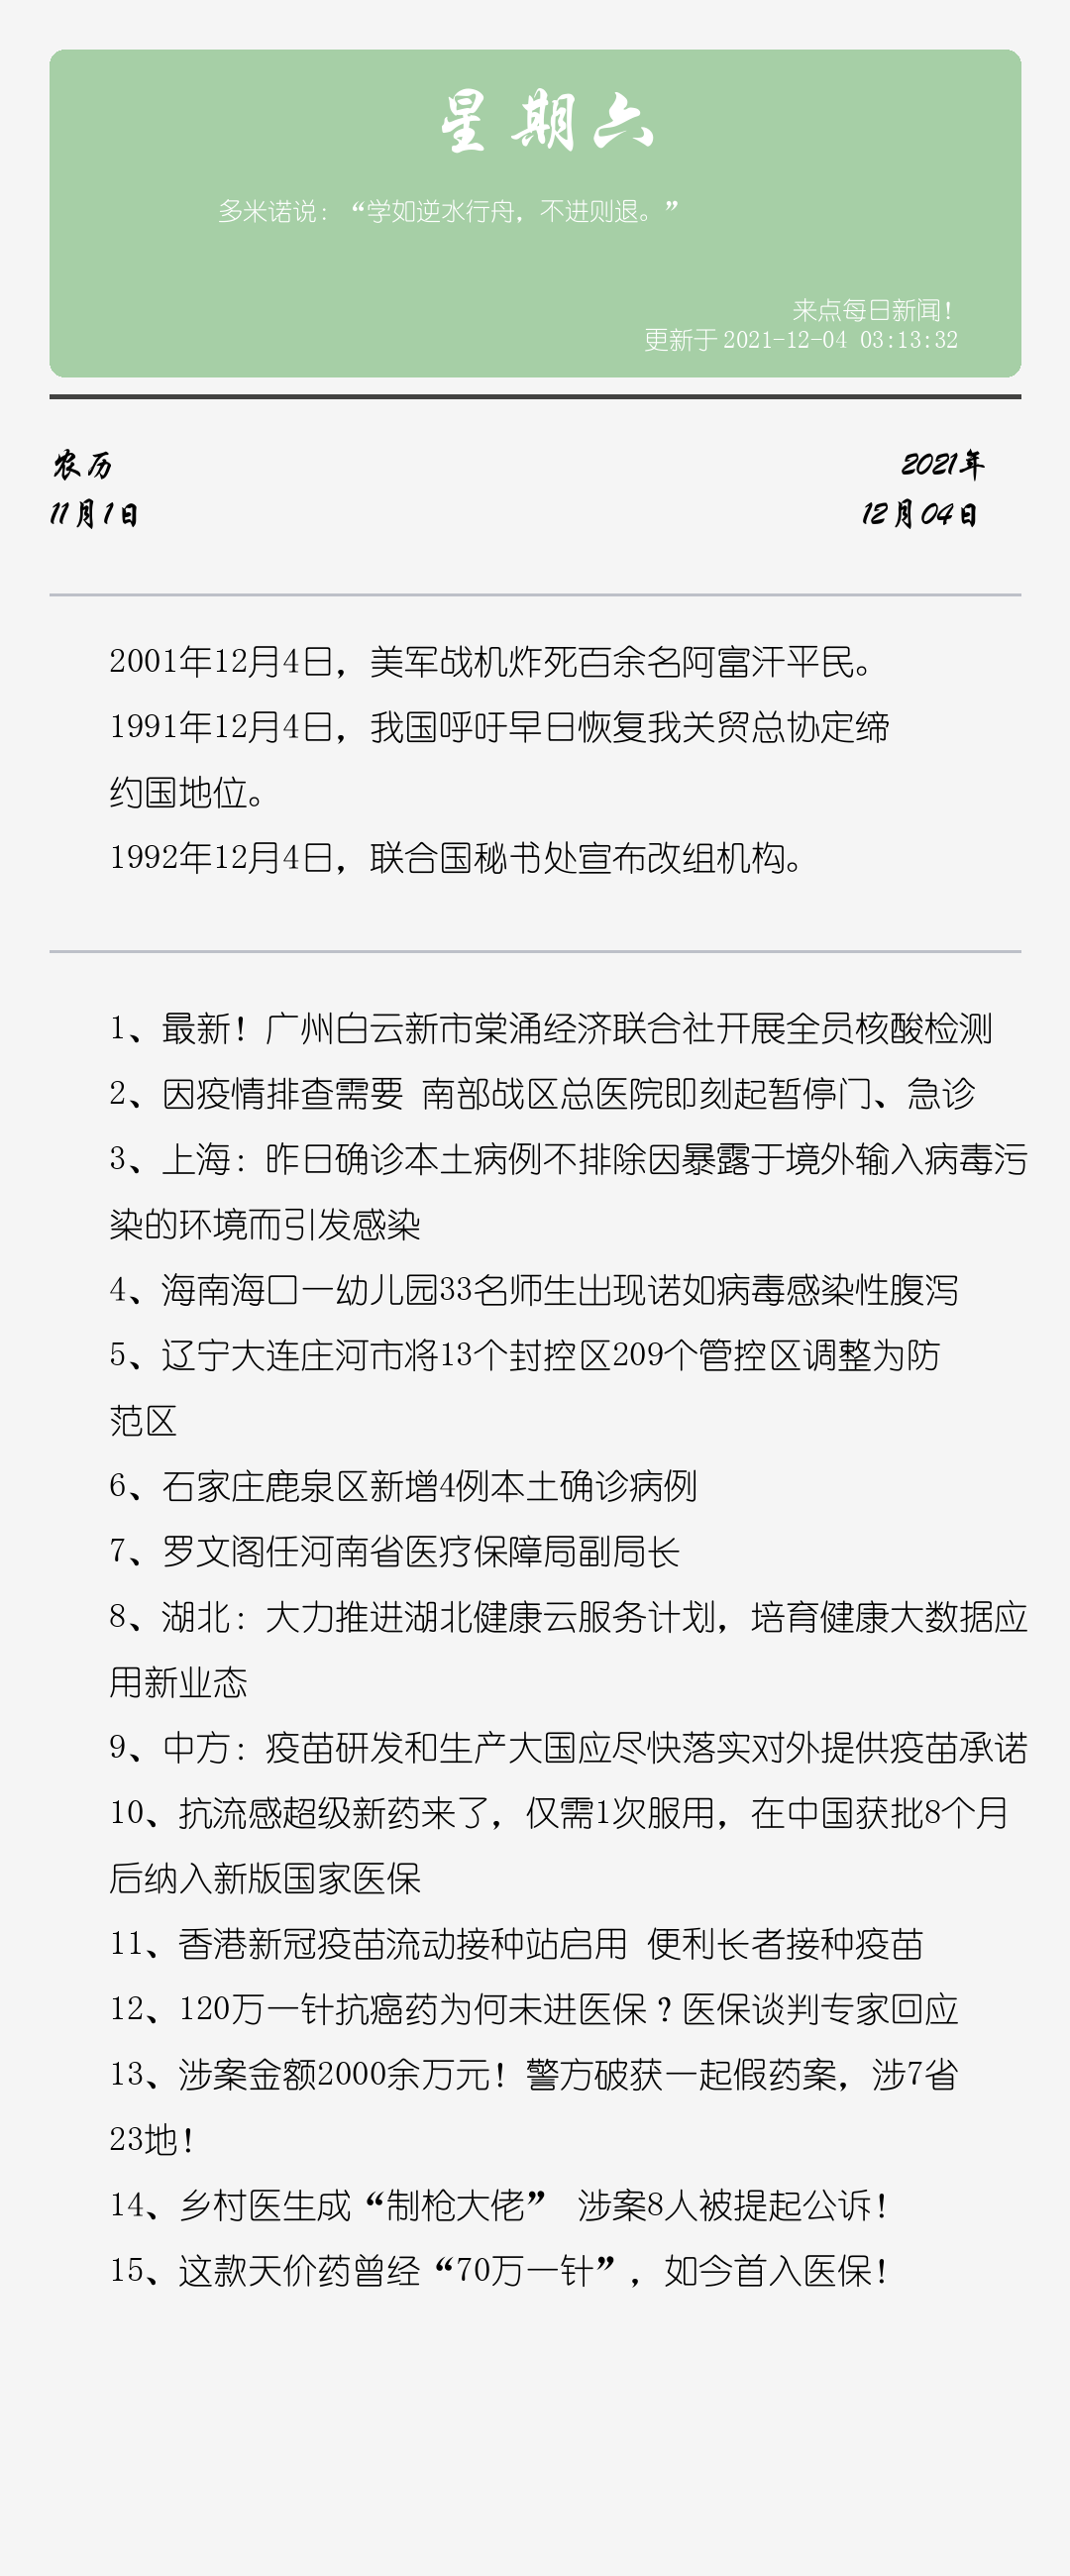 星期六
多米诺说：“学如逆水行舟，不进则退。”
来点每日新闻！
更新于 2021-12-04 03:13:32
农历
2021年
11月1日
12月04日
2001年12月4日，美军战机炸死百余名阿富汗平民。
1991年12月4日，我国呼吁早日恢复我关贸总协定缔
约国地位。
1992年12月4日，联合国秘书处宣布改组机构。
1、最新！广州白云新市棠涌经济联合社开展全员核酸检测
2、因疫情排查需要 南部战区总医院即刻起暂停门、急诊
3、上海：昨日确诊本土病例不排除因暴露于境外输入病毒污
染的环境而引发感染
4、海南海口一幼儿园33名师生出现诺如病毒感染性腹泻
5、辽宁大连庄河市将13个封控区209个管控区调整为防
范区
6、石家庄鹿泉区新增4例本土确诊病例
7、罗文阁任河南省医疗保障局副局长
8、湖北：大力推进湖北健康云服务计划，培育健康大数据应
用新业态
9、中方：疫苗研发和生产大国应尽快落实对外提供疫苗承诺
10、抗流感超级新药来了，仅需1次服用，在中国获批8个月
后纳入新版国家医保
11、香港新冠疫苗流动接种站启用 便利长者接种疫苗
12、120万一针抗癌药为何未进医保？医保谈判专家回应
13、涉案金额2000余万元！警方破获一起假药案，涉7省
23地！
14、乡村医生成“制枪大佬” 涉案8人被提起公诉！
15、这款天价药曾经“70万一针”，如今首入医保！